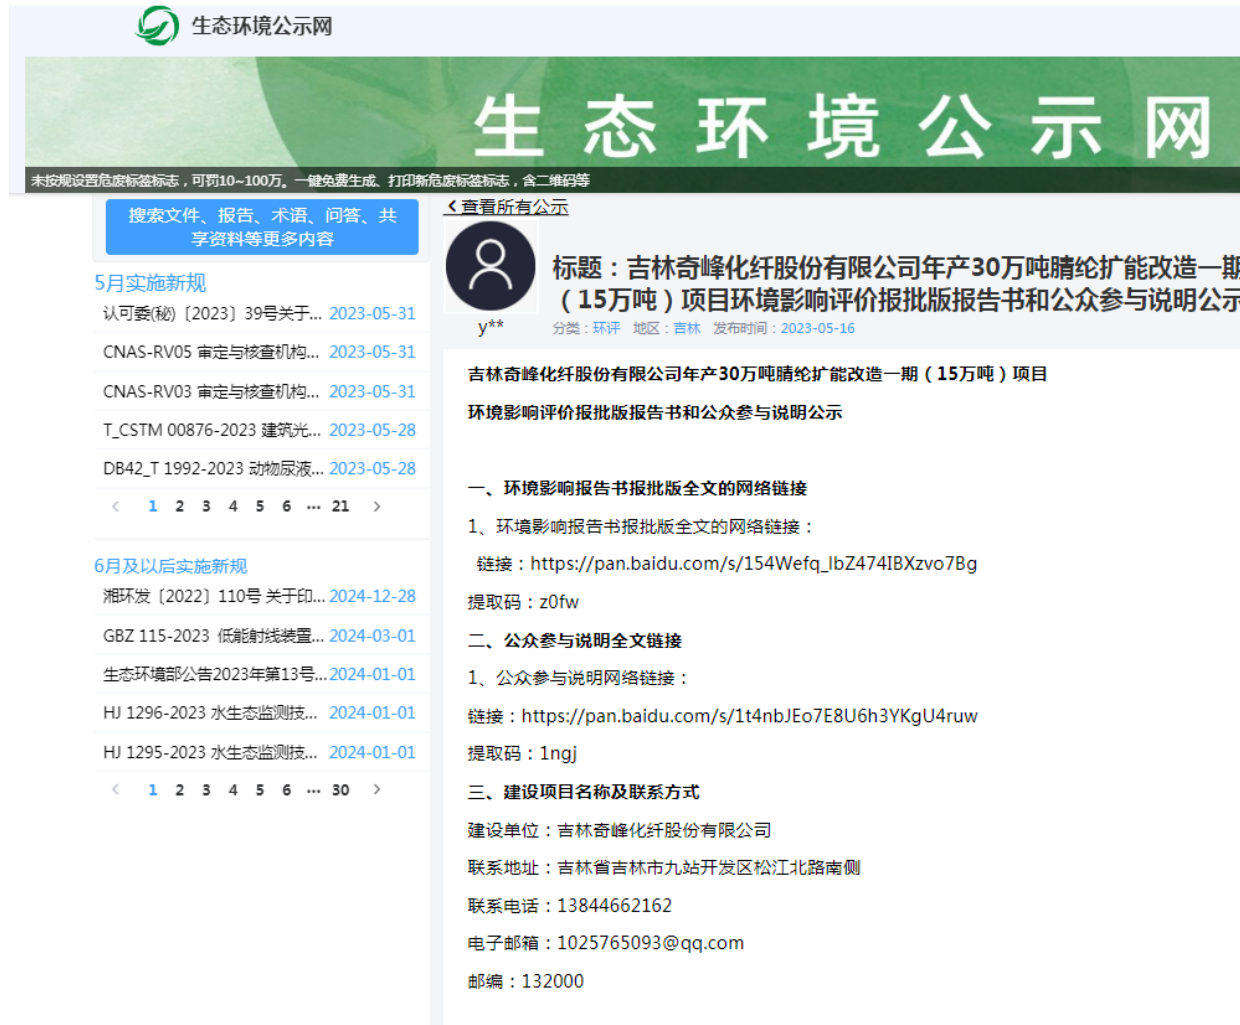 生态环境公示网
生态环境公示网
未按规设置危废标签标志，可罚10~100万。一键免费生成、打印新危废标签标志，含二维码等
搜索文件、报告、术语、问答、共
享资料等更多内容
5月实施新规
认可委(秘)〔2023〕39号关于... 2023-05-31
CNAS-RV05 审定与核查机构... 2023-05-31
CNAS-RV03 审定与核查机构... 2023-05-31
T_CSTM 00876-2023 建筑光... 2023-05-28
DB42_T 1992-2023 动物尿液... 2023-05-28
< 1 2 3 4 5 6 ... 21 >
6月及以后实施新规
湘环发〔2022〕110号 关于印... 2024-12-28
GBZ 115-2023 低能射线装置... 2024-03-01
生态环境部公告2023年第13号... 2024-01-01
HJ 1296-2023 水生态监测技... 2024-01-01
HJ 1295-2023 水生态监测技... 2024-01-01
< 1 2 3 4 5 6 ... 30 >
<查看所有公示
y**
标题：吉林奇峰化纤股份有限公司年产30万吨腈纶扩能改造一期
（15万吨）项目环境影响评价报批版报告书和公众参与说明公示
分类：环评 地区：吉林 发布时间：2023-05-16
吉林奇峰化纤股份有限公司年产30万吨腈纶扩能改造一期（15万吨）项目
环境影响评价报批版报告书和公众参与说明公示
一、环境影响报告书报批版全文的网络链接
1、环境影响报告书报批版全文的网络链接：
链接：https://pan.baidu.com/s/154Wefq_lbZ474IBXzvo7Bg
提取码：z0fw
二、公众参与说明全文链接
1、公众参与说明网络链接：
链接：https://pan.baidu.com/s/1t4nbJEo7E8U6h3YKgU4ruw
提取码：1ngj
三、建设项目名称及联系方式
建设单位：吉林奇峰化纤股份有限公司
联系地址：吉林省吉林市九站开发区松江北路南侧
联系电话：13844662162
电子邮箱：1025765093@qq.com
邮编：132000